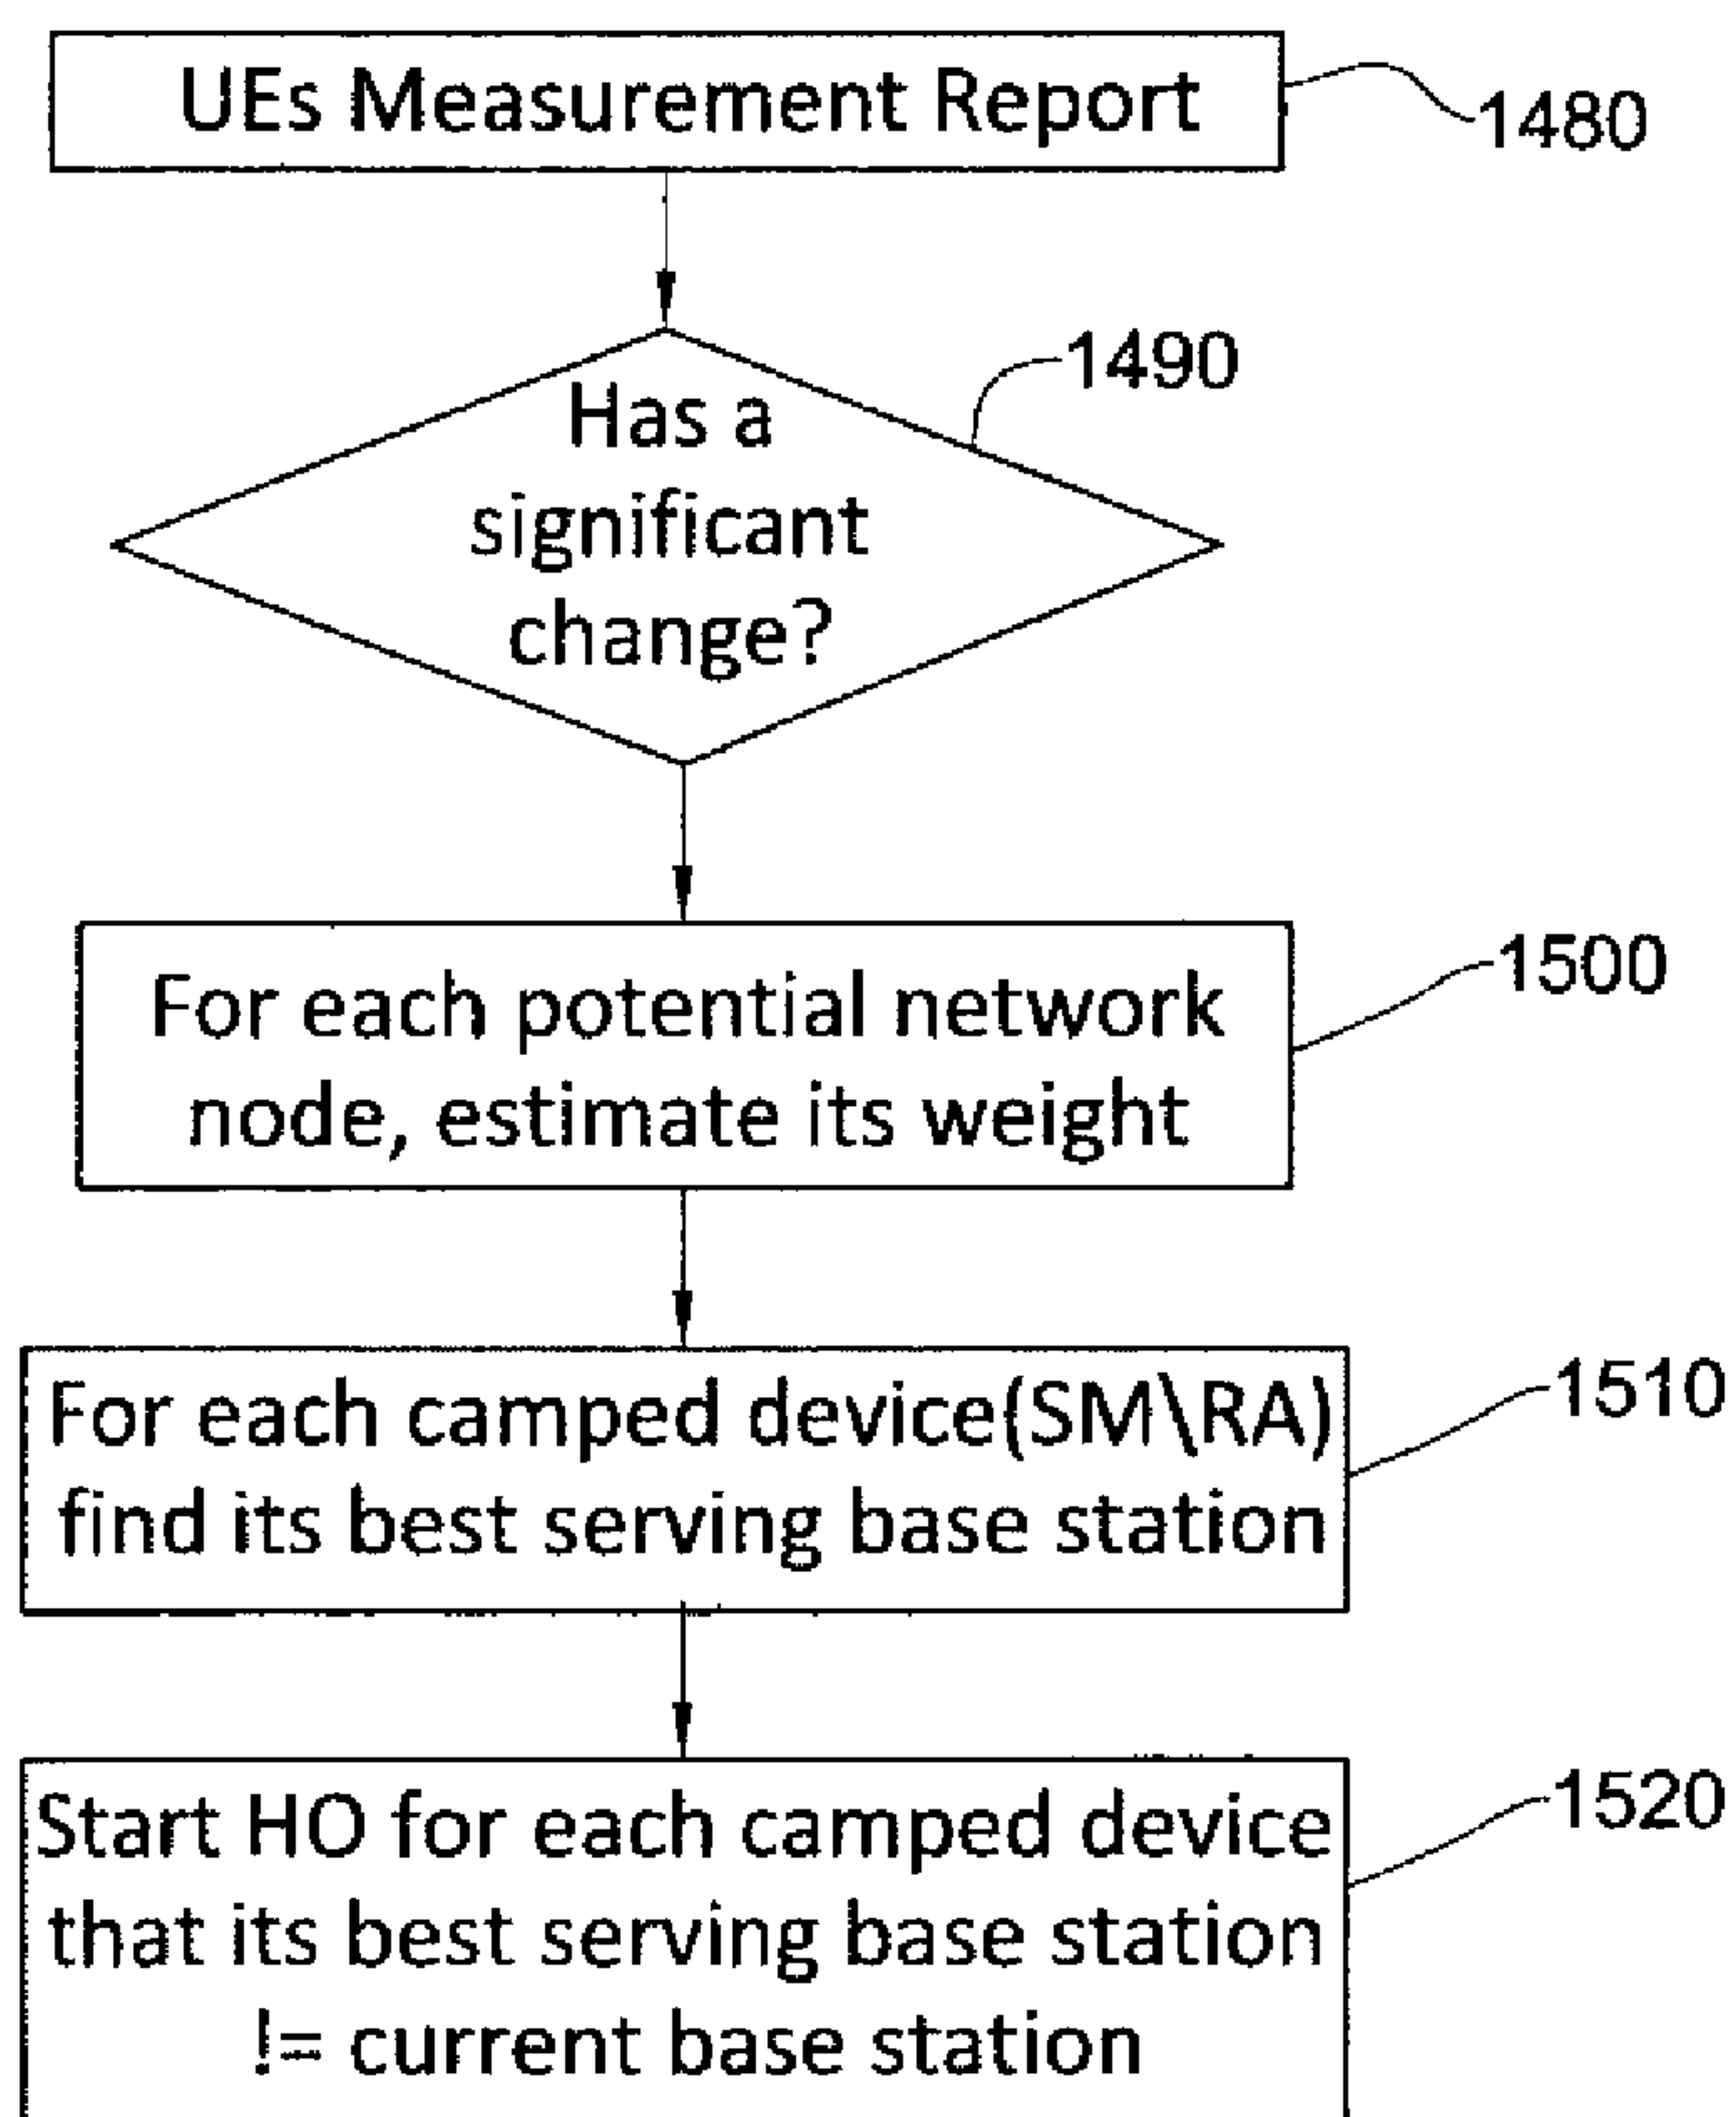 UEs Measurement Report
1480
Has a
1490
significant
change?
For each potential network
1500
node, estimate its weight
For each camped device(SM\RA)
1510
find its best serving base station
Start HO for each camped device
1520
that its best serving base station
!= current base station